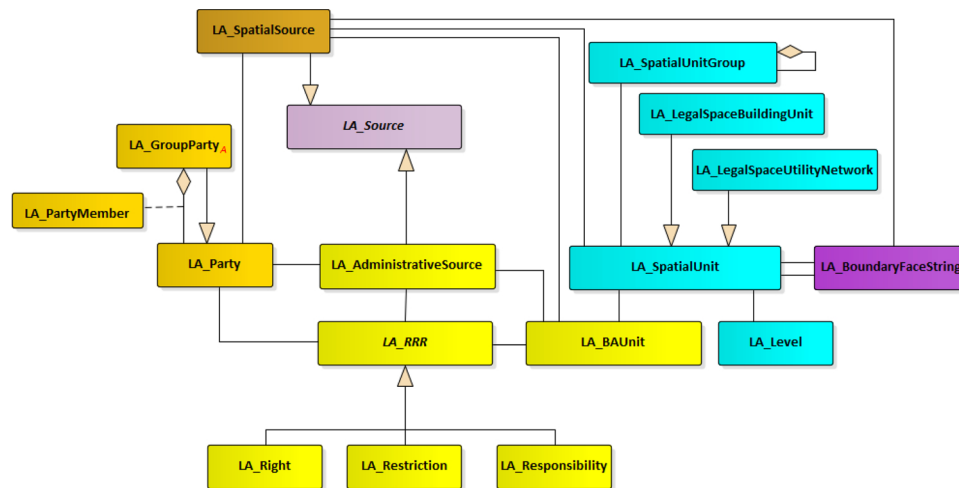 LA_SpatialSource
LA_SpatialUnitGroup
LA_Source
LA_LegalSpaceBuildingUnit
LA_GroupParty A
LA_LegalSpaceUtilityNetwork
LA_PartyMember
LA_Party
LA_AdministrativeSource
LA_SpatialUnit
LA_BoundaryFaceString
LA_RRR
LA_BAUnit
LA_Level
LA_Right
LA_Restriction
LA_Responsibility